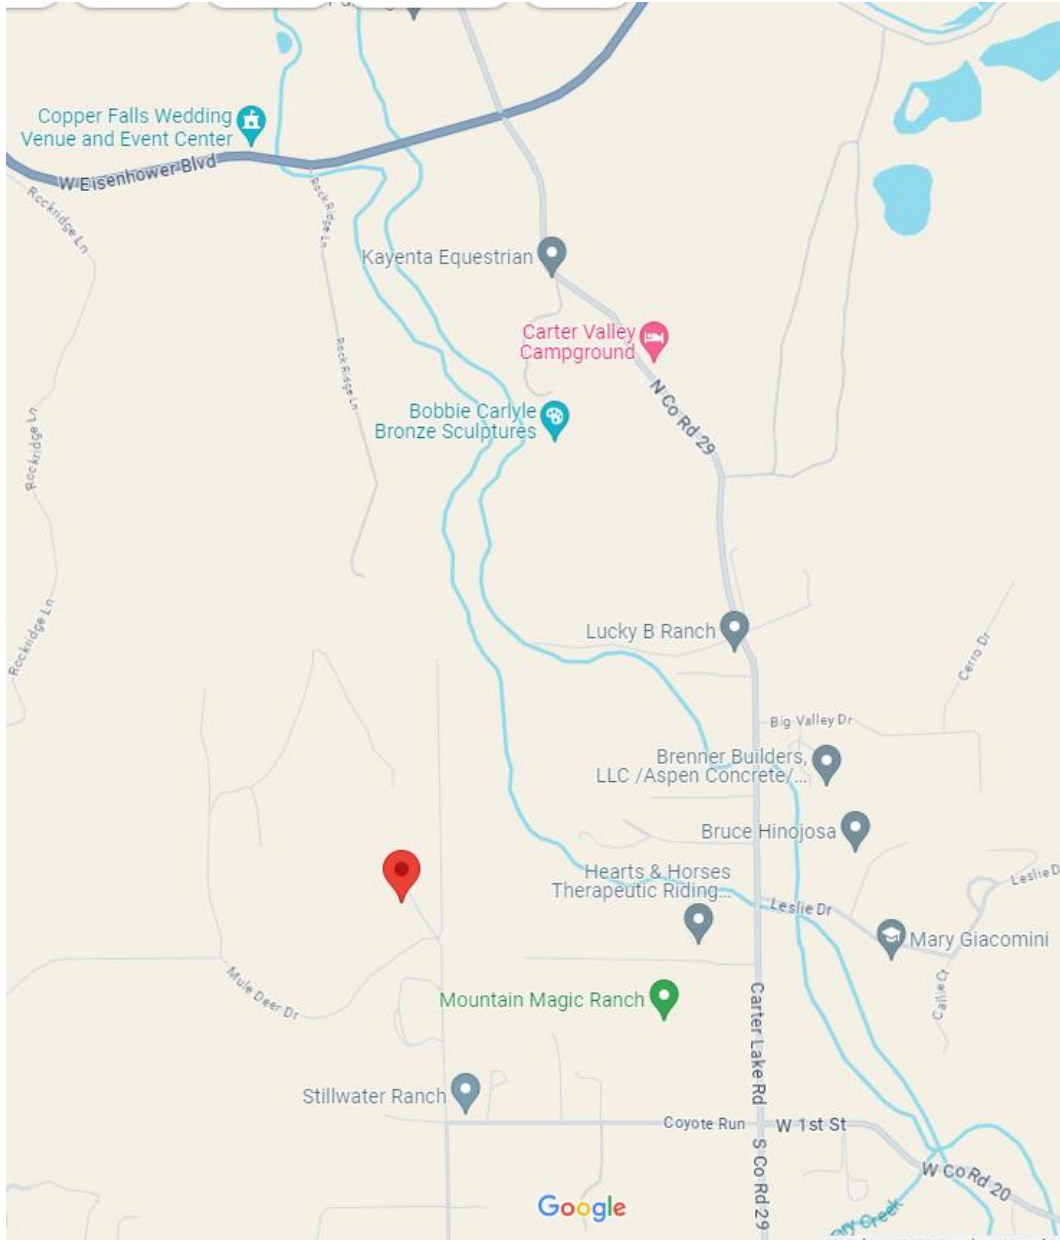 Copper Falls Wedding
Venue and Event Center
W Eisenhower Blvd
Rockridge Ln
Rock Ridge Ln
Kayenta Equestrian
Carter Valley
Campground
Rock Ridge Ln
N Co Rd 29
Bobbie Carlyle
Bronze Sculptures
Rockridge Ln
Lucky B Ranch
Rockridge Ln
Cerro Dr
Big Valley Dr
Brenner Builders,
LLC /Aspen Concrete/...
Bruce Hinojosa
Hearts & Horses
Therapeutic Riding...
Leslie D
Leslie Dr
Mary Giacomini
Mule Deer Dr
Mountain Magic Ranch
Callie Ct
Carter Lake Rd
Stillwater Ranch
Coyote Run
W 1st St
S Co Rd 29
W Co Rd 20
Google
ry Creek